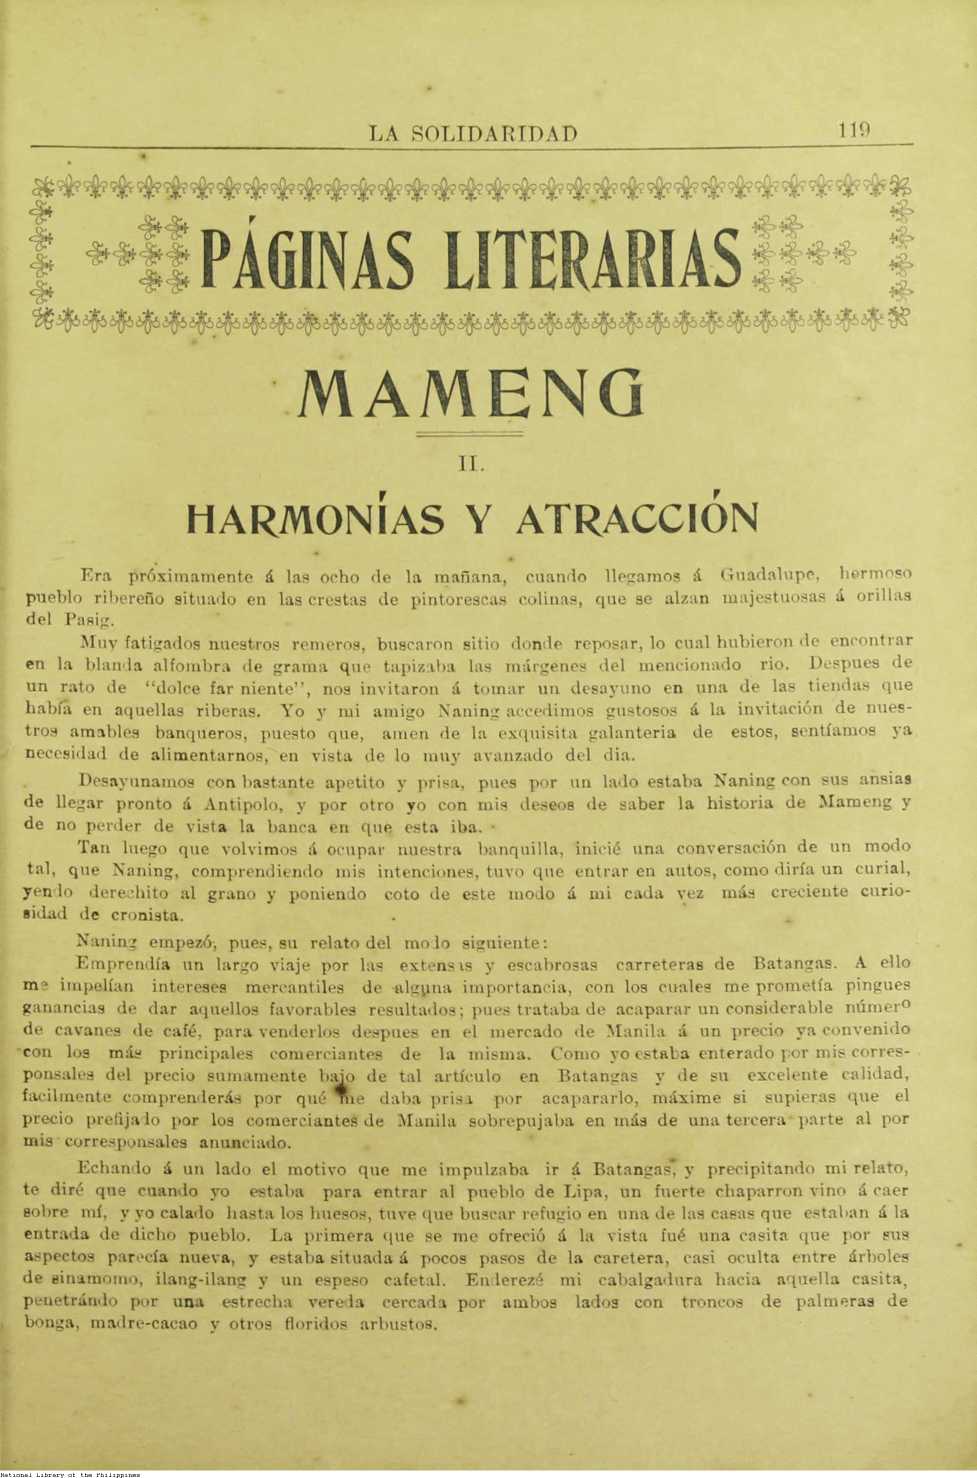 LA SOLIDARIDAD 119
PÁGINAS LITERARIAS
MAMENG
II.
HARMONÍAS Y ATRACCIÓN
Era próximamente á las ocho de la mañana, cuando llegamos á Guadalupe, hermoso
pueblo ribereño situado en las crestas de pintorescas colinas, que se alzan majestuosas á orillas
del Pasig.
Muy fatigados nuestros remeros, buscaron sitio donde reposar, lo cual hubieron de encontrar
en la blanda alfombra de grama que tapizaba las márgenes del mencionado rio. Despues de
un rato de “dolce far niente”, nos invitaron á tomar un desayuno en una de las tiendas que
había en aquellas riberas. Yo y mi amigo Naning accedimos gustosos á la invitación de nues-
tros amables banqueros, puesto que, amen de la exquisita galanteria de estos, sentíamos ya
necesidad de alimentarnos, en vista de lo muy avanzado del dia.
Desayunamos con bastante apetito y prisa, pues por un lado estaba Naning con sus ansias
de llegar pronto á Antipolo, y por otro yo con mis deseos de saber la historia de Mameng y
de no perder de vista la banca en que esta iba.
Tan luego que volvimos á ocupar nuestra banquilla, inicié una conversación de un modo
tal, que Naning, comprendiendo mis intenciones, tuvo que entrar en autos, como diría un curial,
yendo derechito al grano y poniendo coto de este modo á mi cada vez más creciente curio-
sidad de cronista.
Naning empezó, pues, su relato del modo siguiente:
Emprendía un largo viaje por las extensas y escabrosas carreteras de Batangas. A ello
me impelían intereses mercantiles de alguna importancia, con los cuales me prometía pingues
ganancias de dar aquellos favorables resultados; pues trataba de acaparar un considerable número
de cavanes de café, para venderlos despues en el mercado de Manila á un precio ya convenido
con los más principales comerciantes de la misma. Como yo estaba enterado por mis corres-
ponsales del precio sumamente bajo de tal artículo en Batangas y de su excelente calidad,
facilmente comprenderás por qué me daba prisa por acapararlo, máxime si supieras que el
precio prefijado por los comerciantes de Manila sobrepujaba en más de una tercera parte al por
mis corresponsales anunciado.
Echando á un lado el motivo que me impulzaba ir á Batangas, y precipitando mi relato,
te diré que cuando yo estaba para entrar al pueblo de Lipa, un fuerte chaparron vino á caer
sobre mí, y yo calado hasta los huesos, tuve que buscar refugio en una de las casas que estaban á la
entrada de dicho pueblo. La primera que se me ofreció á la vista fué una casita que por sus
aspectos parecía nueva, y estaba situada á pocos pasos de la caretera, casi oculta entre árboles
de sinamomo, ilang-ilang y un espeso cafetal. Enderezé mi cabalgadura hacia aquella casita,
penetrándo por una estrecha vereda cercada por ambos lados con troncos de palmeras de
bonga, madre-cacao y otros floridos arbustos.
National Library of the Philippines